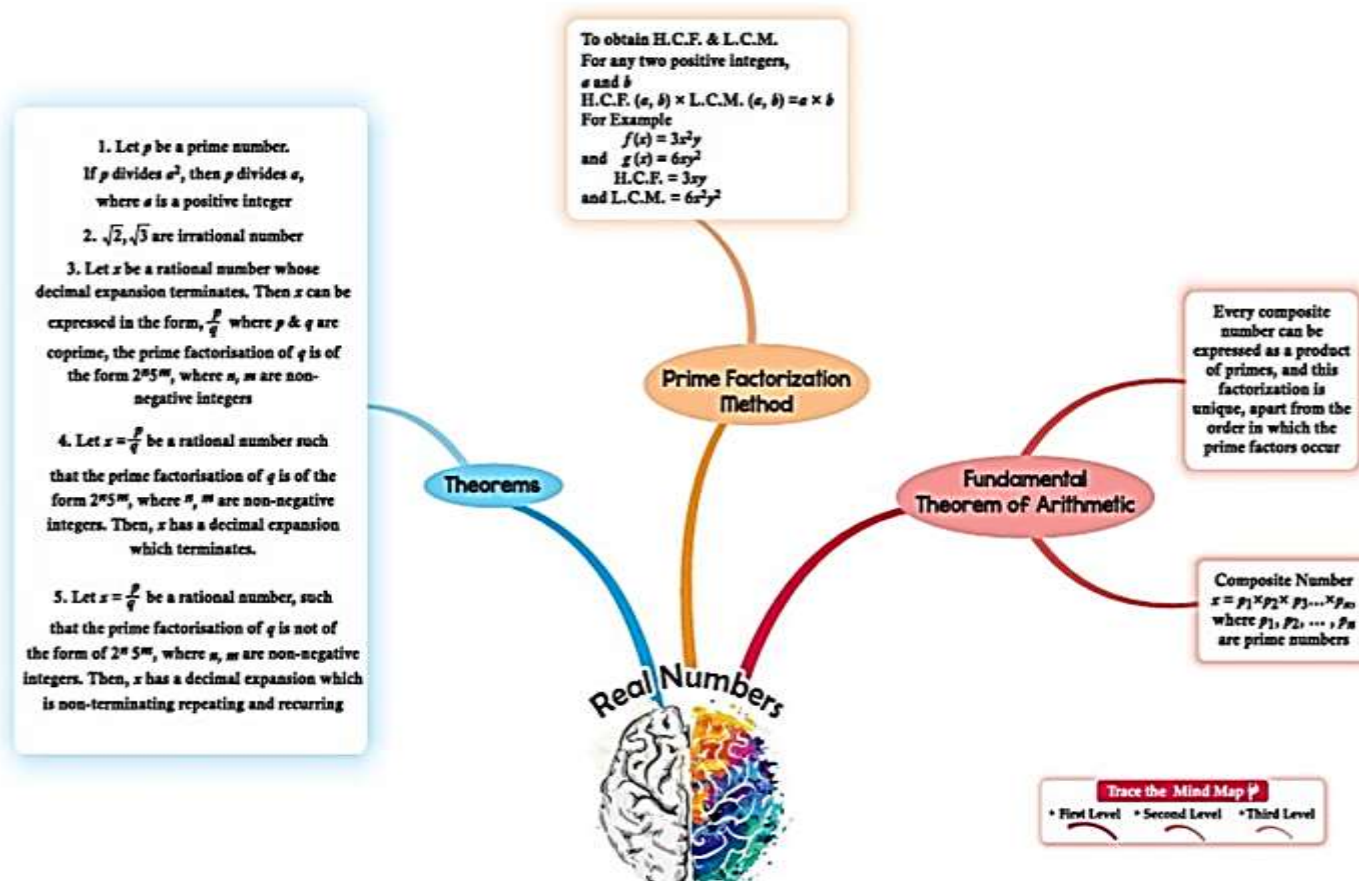 To obtain H.C.F. & L.C.M.
For any two positive integers,
a and b
H.C.F. (a, b) × L.C.M. (a, b) =a × b
For Example
f(x) = 3x²y
and g(x) = 6xy²
H.C.F. = 3xy
and L.C.M. = 6x²y²
1. Let p be a prime number.
If p divides a², then p divides a,
where a is a positive integer
2. √2, √3 are irrational number
3. Let x be a rational number whose
decimal expansion terminates. Then x can be
expressed in the form, p/q where p & q are
coprime, the prime factorisation of q is of
the form 2ⁿ5ᵐ, where n, m are non-
negative integers
4. Let x = p/q be a rational number such
that the prime factorisation of q is of the
form 2ⁿ5ᵐ, where n, m are non-negative
integers. Then, x has a decimal expansion
which terminates.
5. Let x = p/q be a rational number, such
that the prime factorisation of q is not of
the form of 2ⁿ 5ᵐ, where n, m are non-negative
integers. Then, x has a decimal expansion which
is non-terminating repeating and recurring
Theorems
Prime Factorization
Method
Fundamental
Theorem of Arithmetic
Every composite
number can be
expressed as a product
of primes, and this
factorization is
unique, apart from the
order in which the
prime factors occur
Composite Number
x = p₁×p₂× p₃...×pₙ,
where p₁, p₂, ... , pₙ
are prime numbers
Real Numbers
Trace the Mind Map
• First Level • Second Level • Third Level